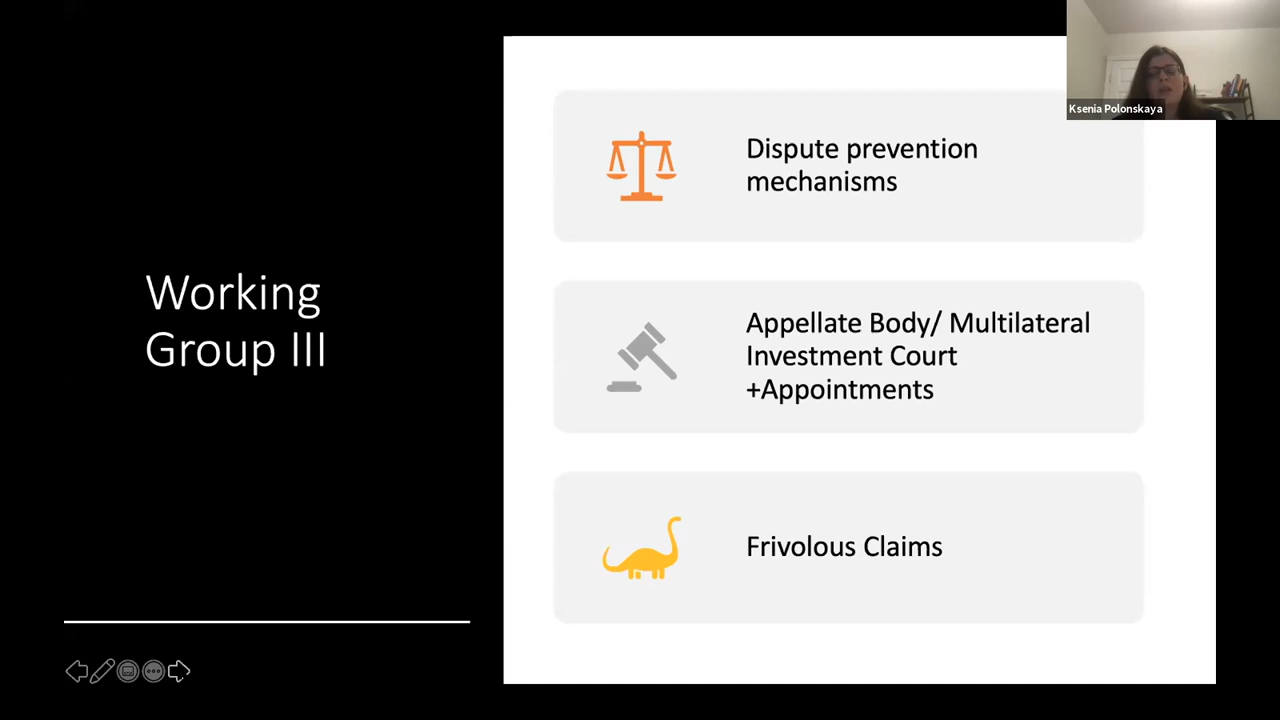 Ksenia Polonskaya
Working
Group III
Dispute prevention
mechanisms
Appellate Body/ Multilateral
Investment Court
+Appointments
Frivolous Claims